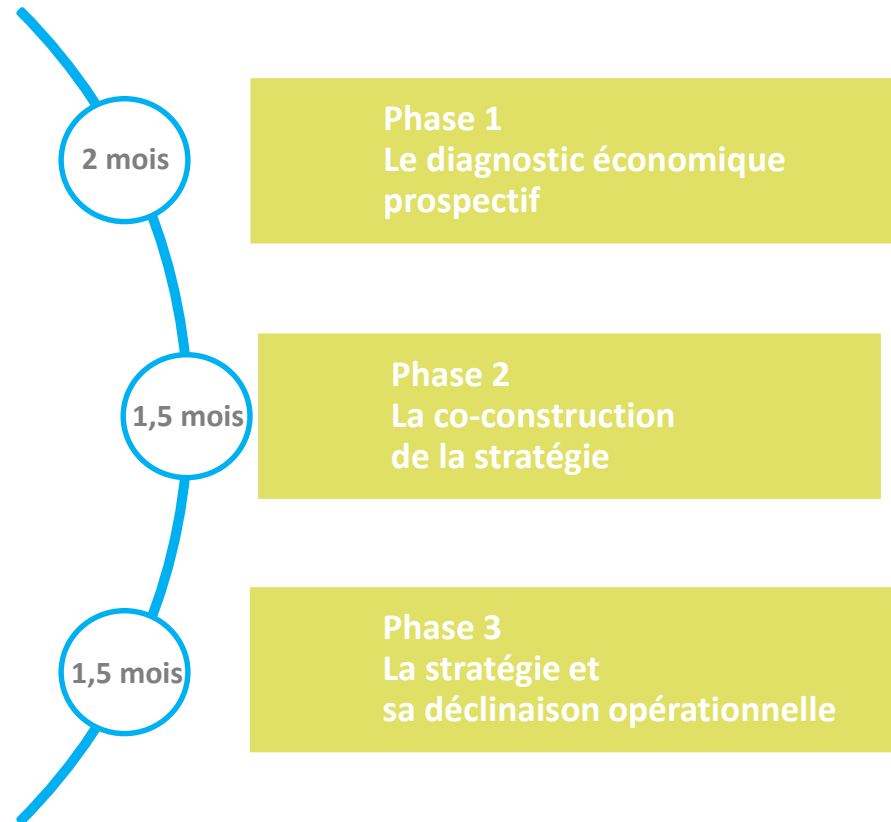 2 mois
Phase 1
Le diagnostic économique
prospectif
1,5 mois
Phase 2
La co-construction
de la stratégie
1,5 mois
Phase 3
La stratégie et
sa déclinaison opérationnelle